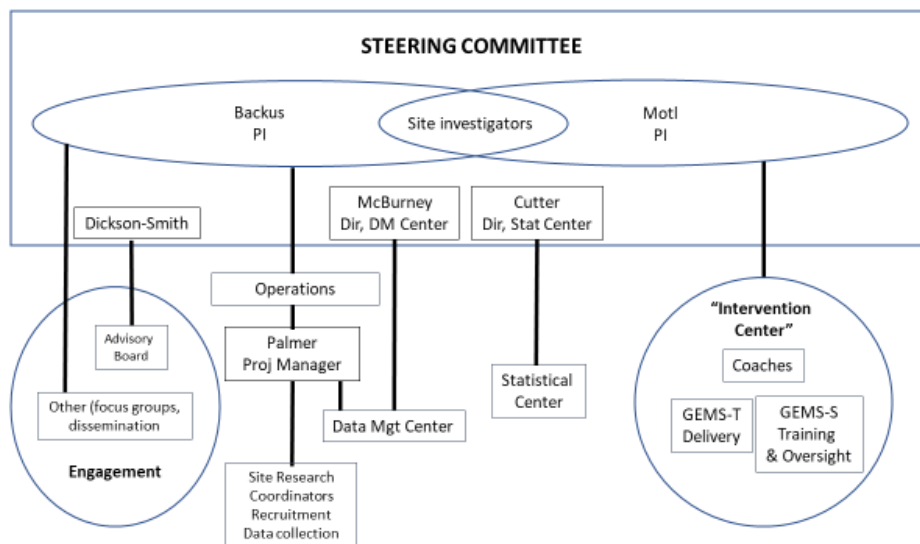 STEERING COMMITTEE
Backus
PI
Site investigators
Motl
PI
Dickson-Smith
McBurney
Dir, DM Center
Cutter
Dir, Stat Center
Operations
Advisory
Board
Palmer
Proj Manager
Other (focus groups,
dissemination
Engagement
Data Mgt Center
Site Research
Coordinators
Recruitment
Data collection
Statistical
Center
“Intervention
Center”
Coaches
GEMS-T
Delivery
GEMS-S
Training
& Oversight